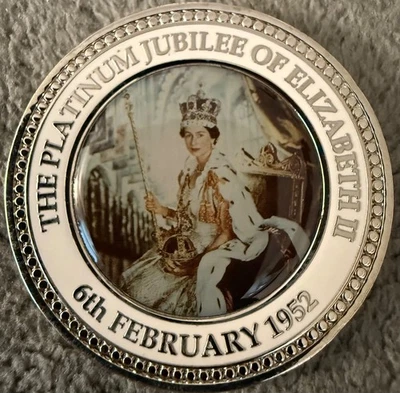 THE PLATINUM JUBILEE OF ELIZABETH II
6th FEBRUARY 1952